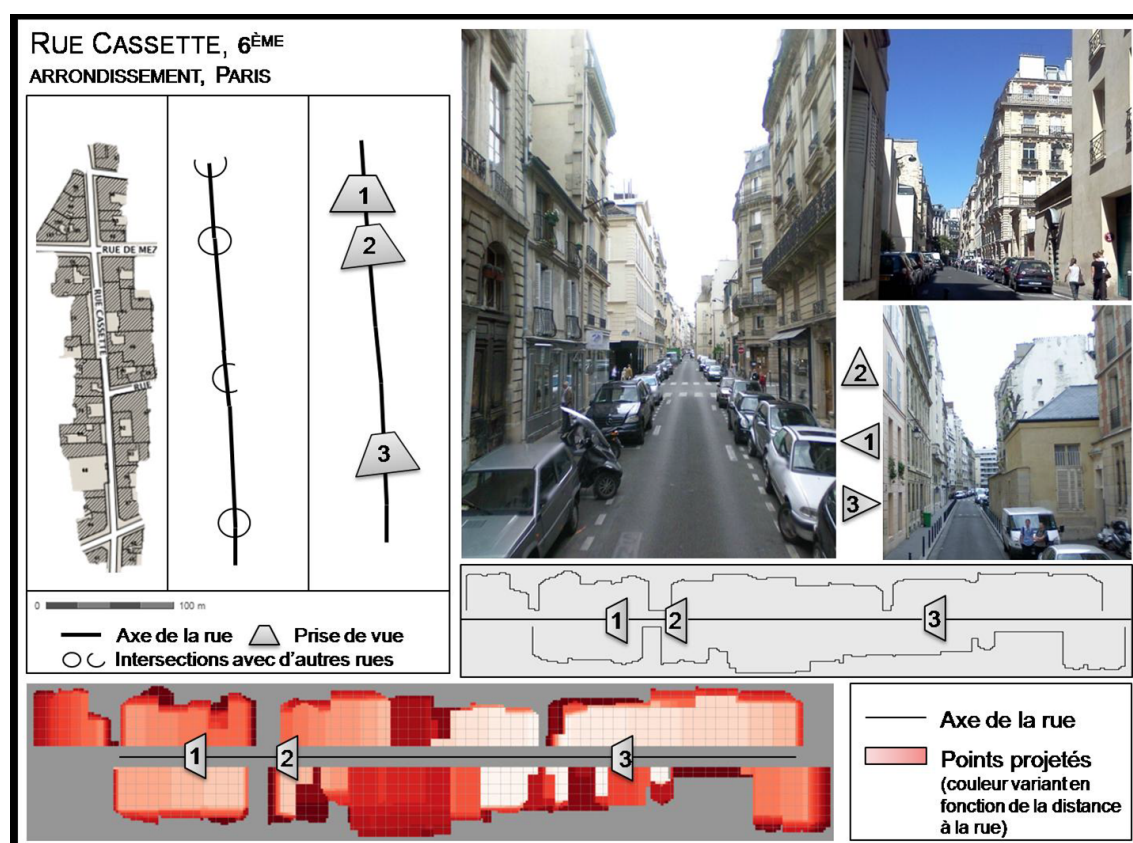 RUE CASSETTE, 6ÈME
ARRONDISSEMENT, PARIS
RUE DE MEZ
RUE CASSETTE
RUE
1
2
3
0 100 m
Axe de la rue Prise de vue
Intersections avec d'autres rues
2
1
3
1 2 3
1 2 3
Axe de la rue
Points projetés
(couleur variant en
fonction de la distance
à la rue)